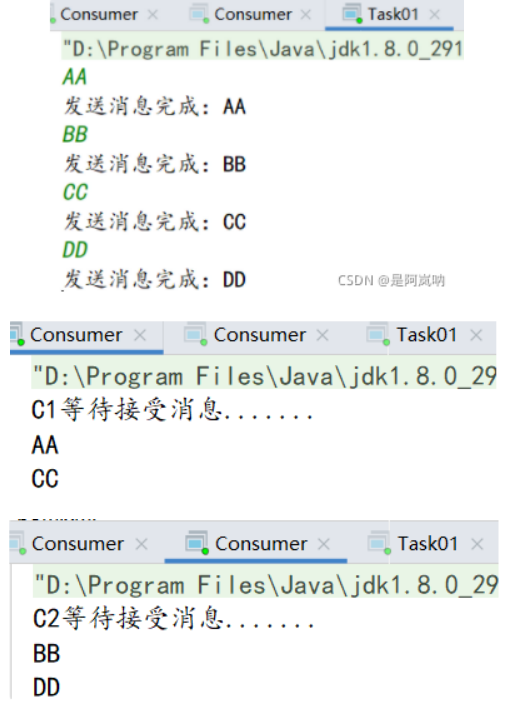 Consumer × Consumer × Task01 ×
"D:\Program Files\Java\jdk1.8.0_291
AA
发送消息完成：AA
BB
发送消息完成：BB
CC
发送消息完成：CC
DD
发送消息完成：DD
CSDN @是阿岚呐
Consumer × Consumer × Task01 ×
"D:\Program Files\Java\jdk1.8.0_29
C1等待接受消息.......
AA
CC
Consumer × Consumer × Task01 ×
"D:\Program Files\Java\jdk1.8.0_29
C2等待接受消息.......
BB
DD